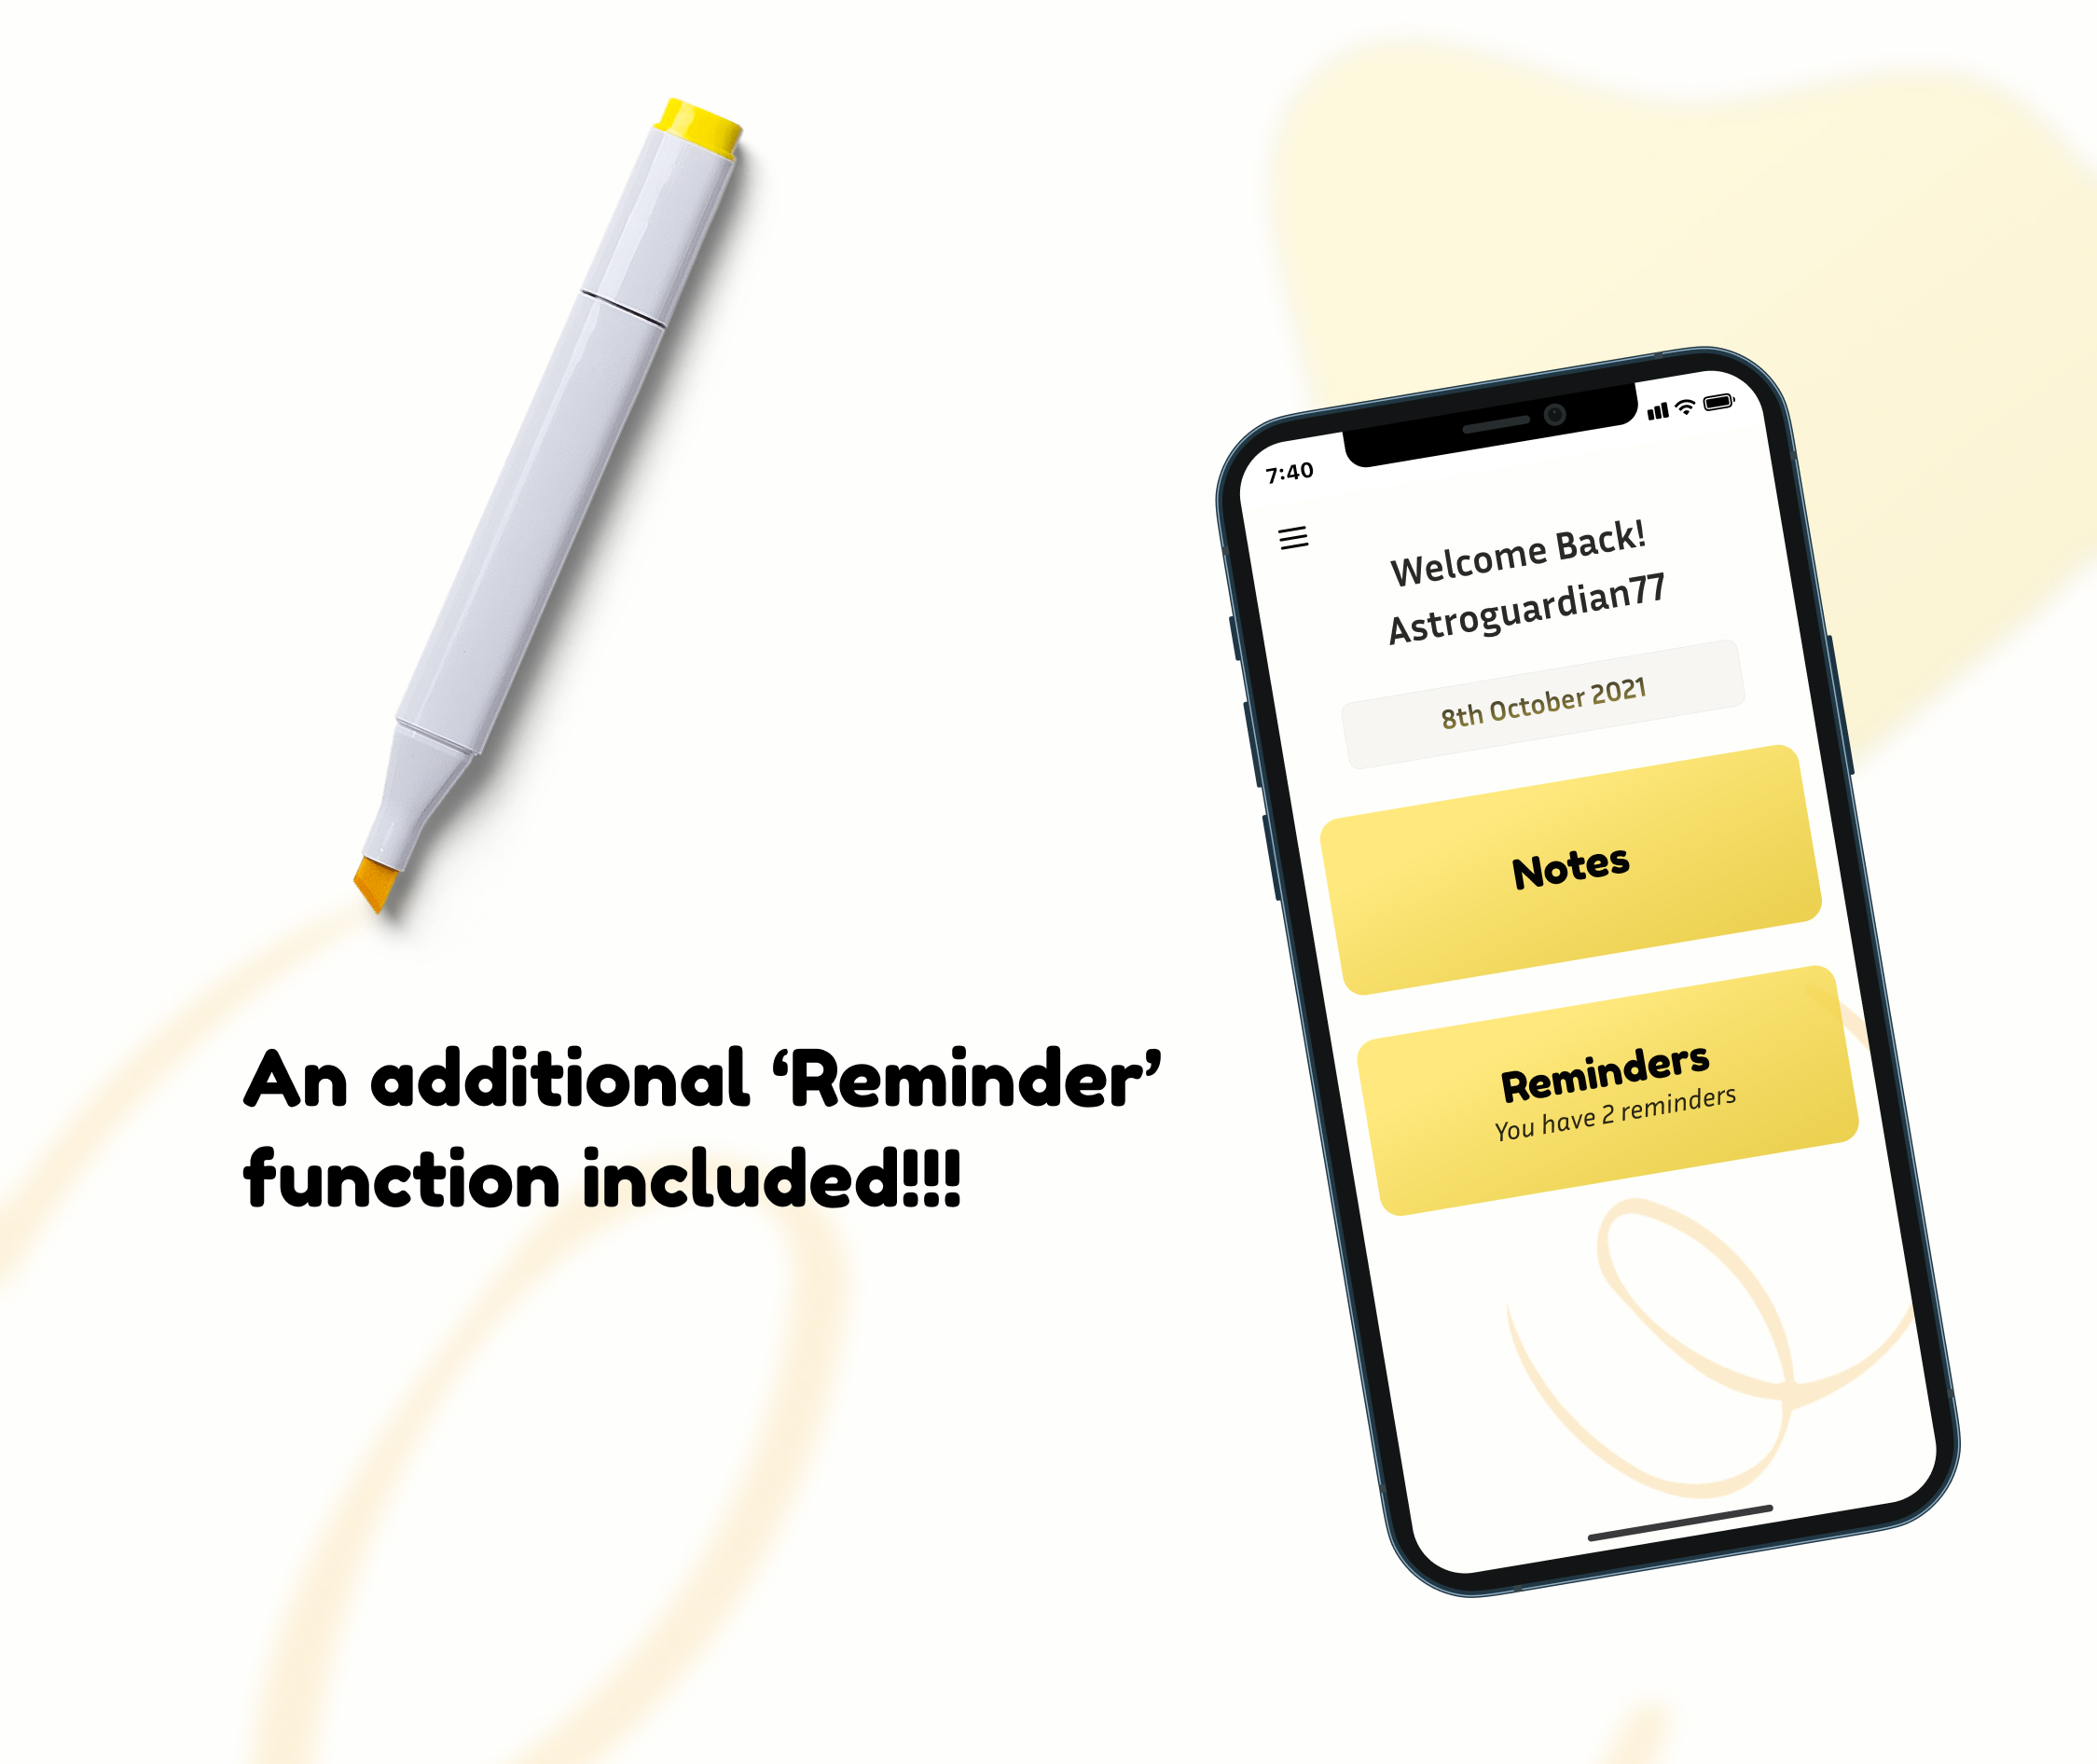 An additional ‘Reminder’
function included!!!
7:40
Welcome Back!
Astroguardian77
8th October 2021
Notes
Reminders
You have 2 reminders